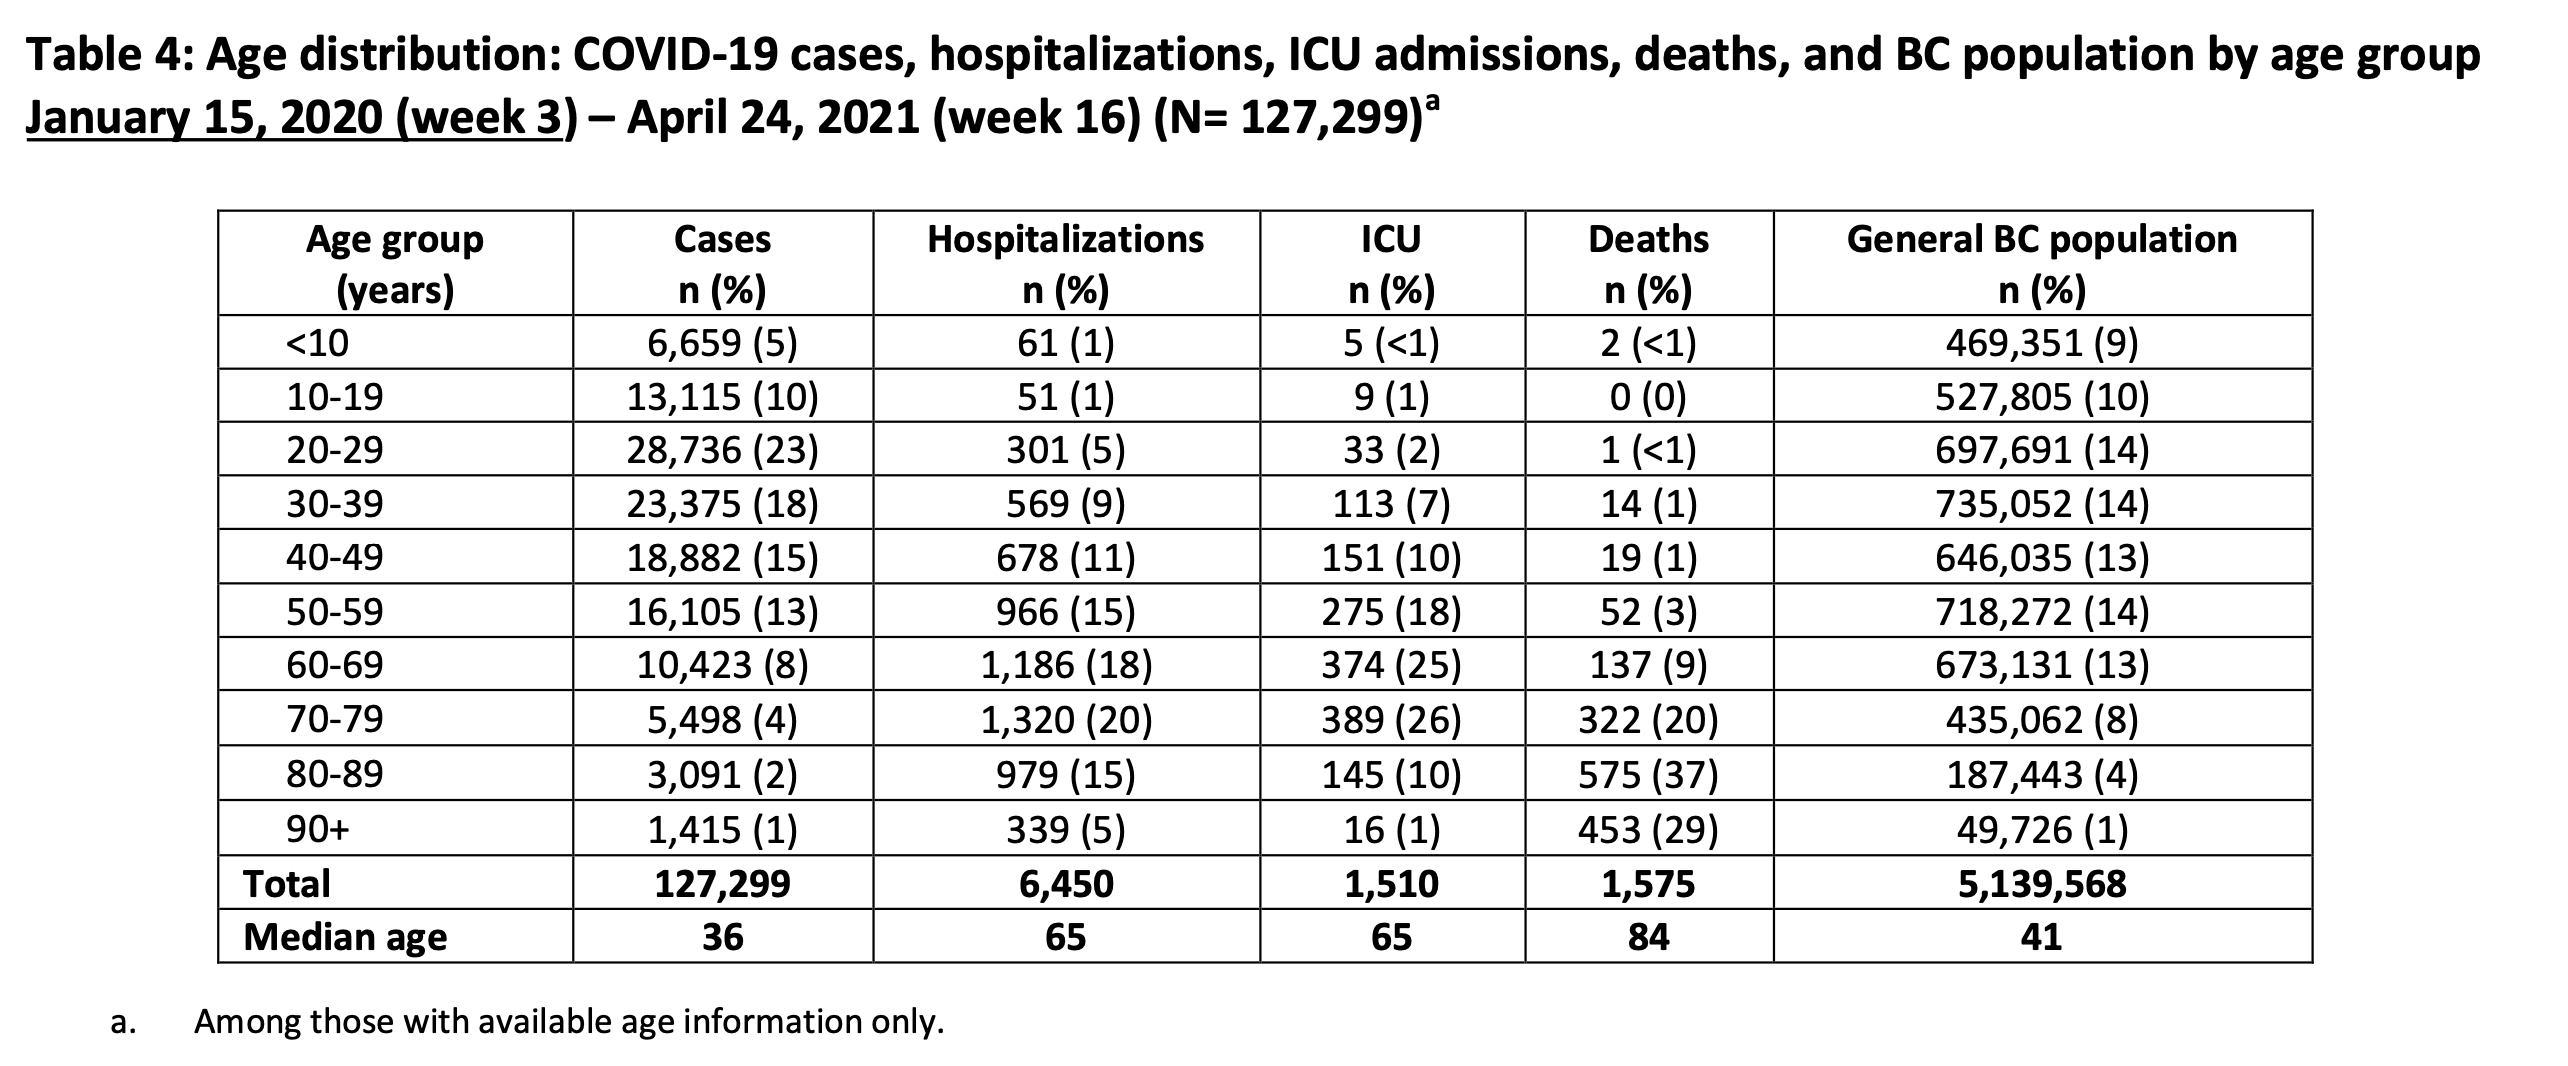 Table 4: Age distribution: COVID-19 cases, hospitalizations, ICU admissions, deaths, and BC population by age group
January 15, 2020 (week 3) – April 24, 2021 (week 16) (N= 127,299)a
Age group (years) Cases n (%) Hospitalizations n (%) ICU n (%) Deaths n (%) General BC population n (%)
<10 6,659 (5) 61 (1) 5 (<1) 2 (<1) 469,351 (9)
10-19 13,115 (10) 51 (1) 9 (1) 0 (0) 527,805 (10)
20-29 28,736 (23) 301 (5) 33 (2) 1 (<1) 697,691 (14)
30-39 23,375 (18) 569 (9) 113 (7) 14 (1) 735,052 (14)
40-49 18,882 (15) 678 (11) 151 (10) 19 (1) 646,035 (13)
50-59 16,105 (13) 966 (15) 275 (18) 52 (3) 718,272 (14)
60-69 10,423 (8) 1,186 (18) 374 (25) 137 (9) 673,131 (13)
70-79 5,498 (4) 1,320 (20) 389 (26) 322 (20) 435,062 (8)
80-89 3,091 (2) 979 (15) 145 (10) 575 (37) 187,443 (4)
90+ 1,415 (1) 339 (5) 16 (1) 453 (29) 49,726 (1)
Total 127,299 6,450 1,510 1,575 5,139,568
Median age 36 65 65 84 41
a. Among those with available age information only.